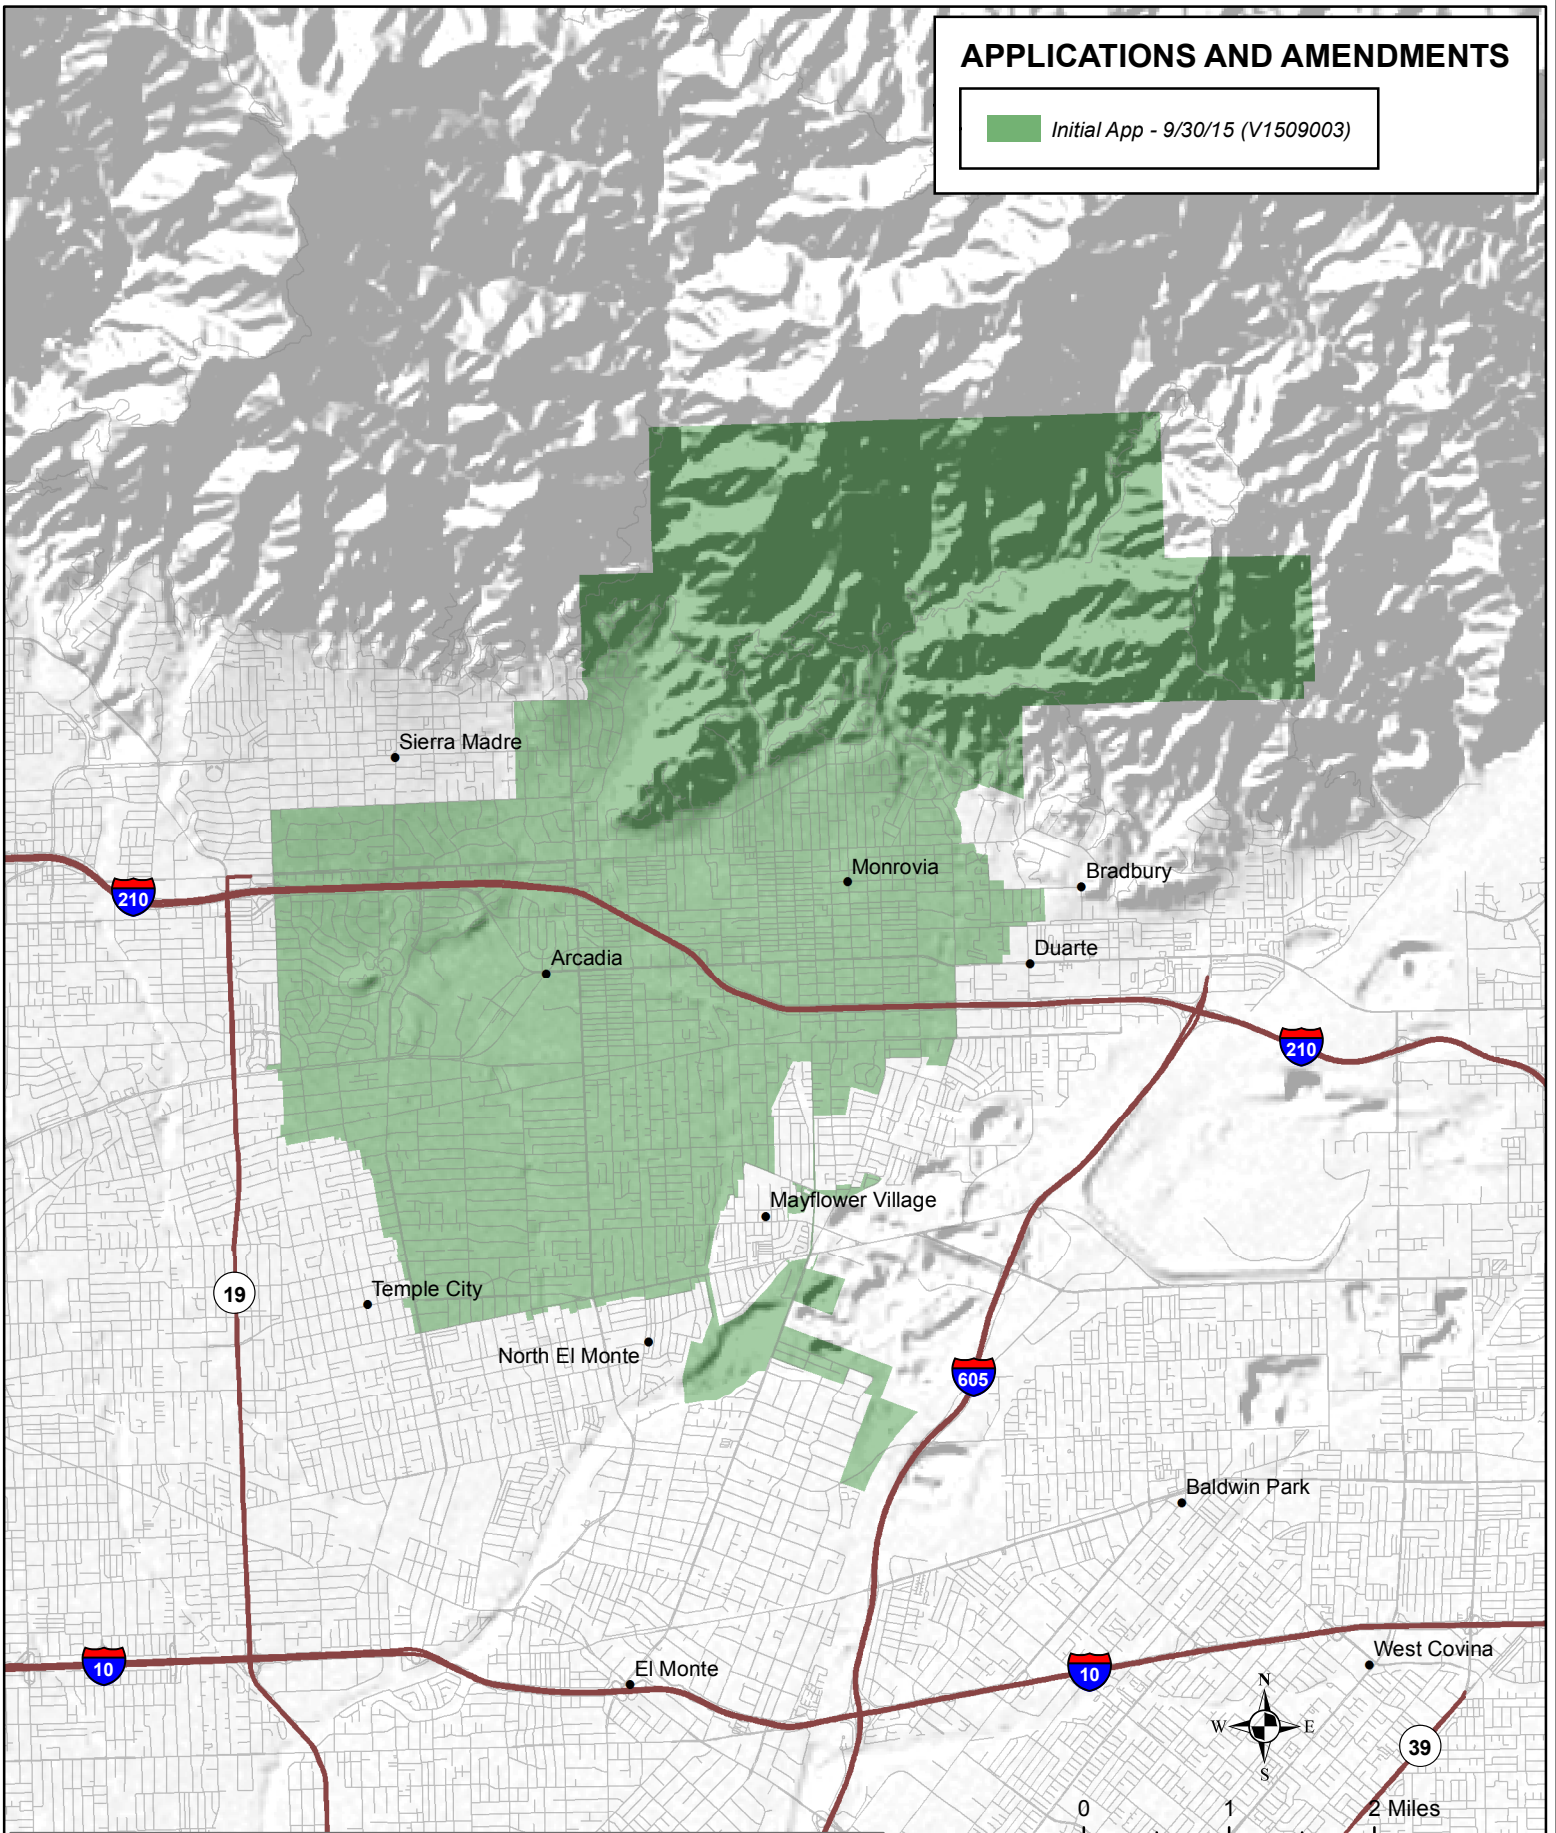 APPLICATIONS AND AMENDMENTS
Initial App - 9/30/15 (V1509003)
Sierra Madre
Monrovia
Bradbury
210
Duarte
Arcadia
210
Mayflower Village
19
Temple City
North El Monte
605
Baldwin Park
10
El Monte
10
West Covina
N
W E
S
39
0 1 2 Miles